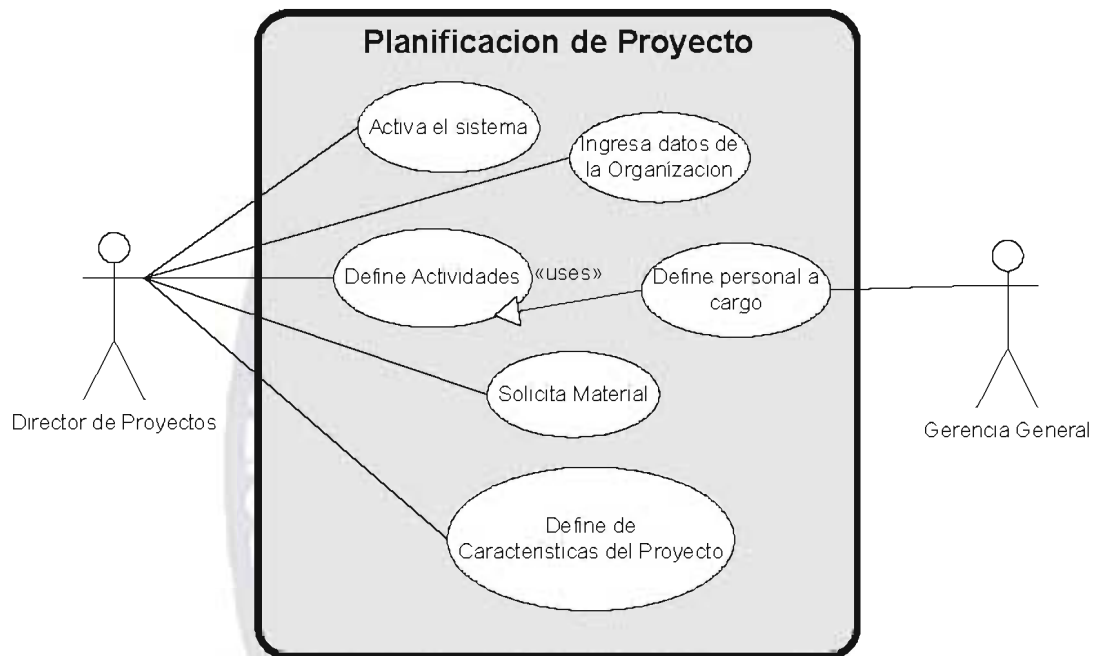 Planificacion de Proyecto
Activa el sistema
Ingresa datos de
la Organizacion
Define Actividades
«uses»
Define personal a
cargo
Solicita Material
Director de Proyectos
Gerencia General
Define de
Caracteristicas del Proyecto